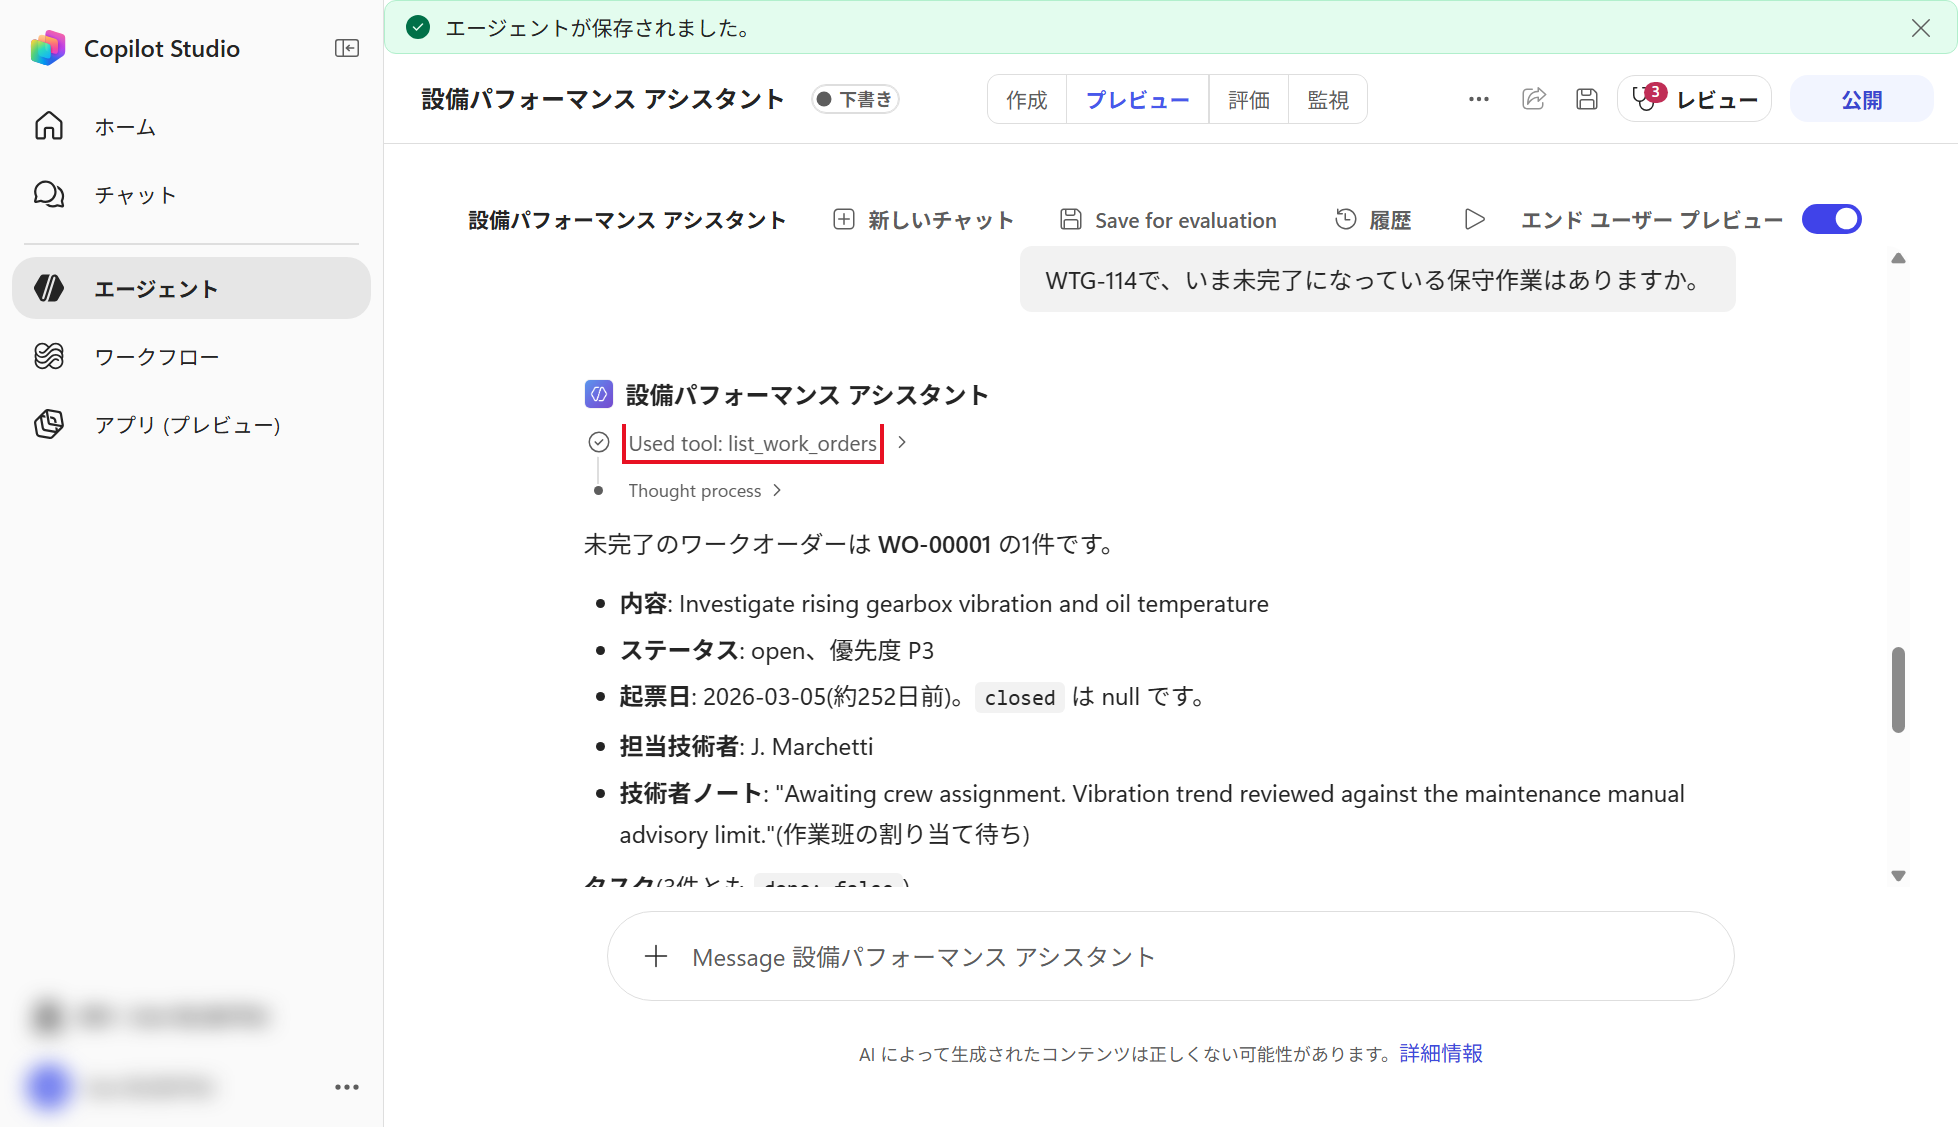 Copilot Studio
ホーム
チャット
エージェント
ワークフロー
アプリ (プレビュー)
エージェントが保存されました。
設備パフォーマンス アシスタント
下書き
作成
プレビュー
評価
監視
3
レビュー
公開
設備パフォーマンス アシスタント
新しいチャット
Save for evaluation
履歴
エンド ユーザー プレビュー
WTG-114で、いま未完了になっている保守作業はありますか。
設備パフォーマンス アシスタント
Used tool: list_work_orders
Thought process
未完了のワークオーダーは WO-00001 の1件です。
内容: Investigate rising gearbox vibration and oil temperature
ステータス: open、優先度 P3
起票日: 2026-03-05(約252日前)。 closed は null です。
担当技術者: J. Marchetti
技術者ノート: "Awaiting crew assignment. Vibration trend reviewed against the maintenance manual
advisory limit."(作業班の割り当て待ち)
タスク(3件とも done: false)
Message 設備パフォーマンス アシスタント
AI によって生成されたコンテンツは正しくない可能性があります。詳細情報